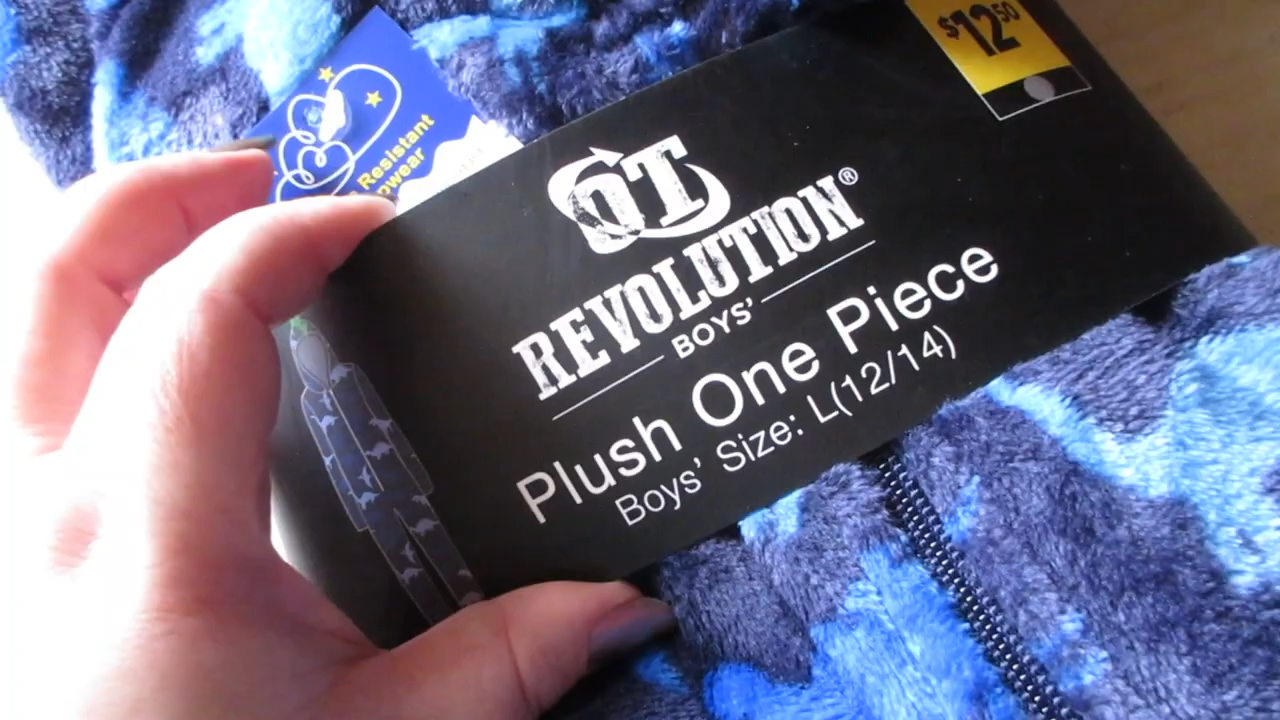 $12.50
Resistant
OT
REVOLUTION®
BOYS'
Plush One Piece
Boys' Size: L(12/14)